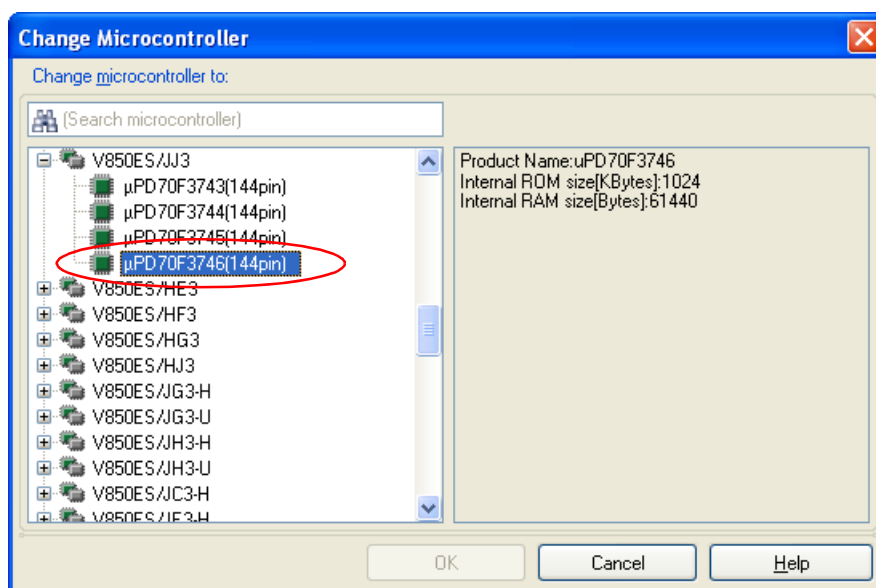 Change Microcontroller
Change microcontroller to:
(Search microcontroller)
V850ES/JJ3
µPD70F3743(144pin)
µPD70F3744(144pin)
µPD70F3745(144pin)
µPD70F3746(144pin)
V850ES/HE3
V850ES/HF3
V850ES/HG3
V850ES/HJ3
V850ES/JG3-H
V850ES/JG3-U
V850ES/JH3-H
V850ES/JH3-U
V850ES/JC3-H
V850ES/JE3-H
Product Name:uPD70F3746
Internal ROM size[KBytes]:1024
Internal RAM size[Bytes]:61440
OK
Cancel
Help